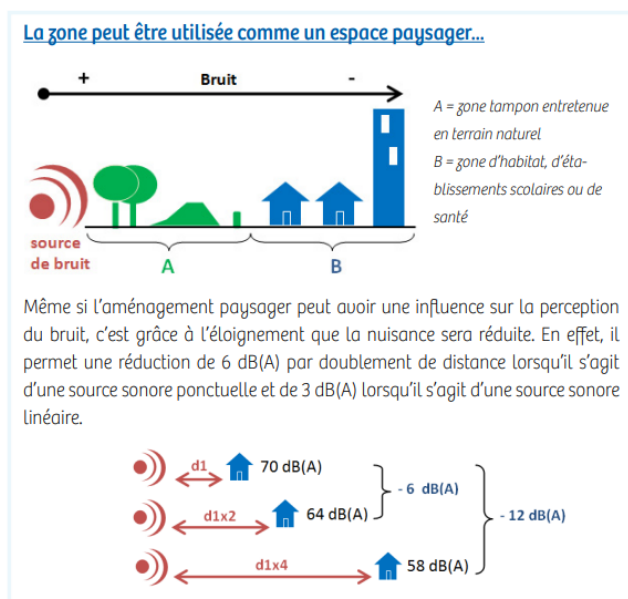 La zone peut être utilisée comme un espace paysager...
+ Bruit -
A = zone tampon entretenue
en terrain naturel
B = zone d'habitat, d'éta-
blissements scolaires ou de
santé
source
de bruit
A
B
Même si l'aménagement paysager peut avoir une influence sur la perception
du bruit, c'est grâce à l'éloignement que la nuisance sera réduite. En effet, il
permet une réduction de 6 dB(A) par doublement de distance lorsqu'il s'agit
d'une source sonore ponctuelle et de 3 dB(A) lorsqu'il s'agit d'une source sonore
linéaire.
d1 70 dB(A)
- 6 dB(A)
d1x2 64 dB(A)
- 12 dB(A)
d1x4 58 dB(A)